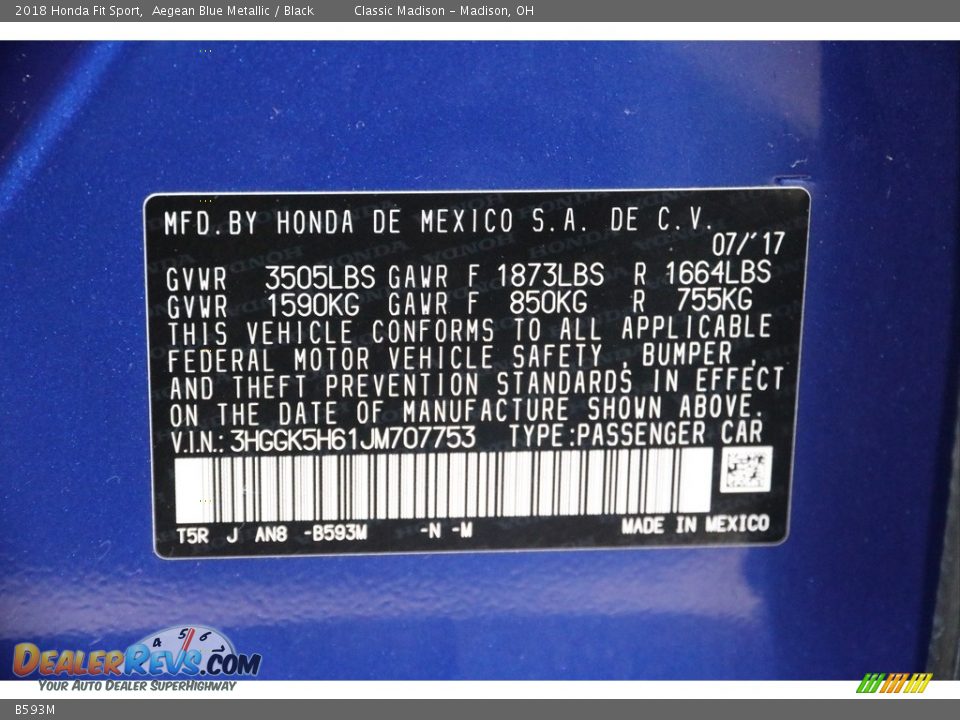 2018 Honda Fit Sport,  Aegean Blue Metallic / Black          Classic Madison – Madison, OH
MFD.BY HONDA DE MEXICO S.A. DE C.V.
07/'17
GVWR 3505LBS GAWR F 1873LBS R 1664LBS
GVWR 1590KG GAWR F 850KG R 755KG
THIS VEHICLE CONFORMS TO ALL APPLICABLE
FEDERAL MOTOR VEHICLE SAFETY, BUMPER,
AND THEFT PREVENTION STANDARDS IN EFFECT
ON THE DATE OF MANUFACTURE SHOWN ABOVE.
V.I.N.: 3HGGK5H61JM707753 TYPE:PASSENGER CAR
T5R J AN8 -B593M -N -M MADE IN MEXICO
4 5 6
DEALERREVS.COM
YOUR AUTO DEALER SUPERHIGHWAY
B593M